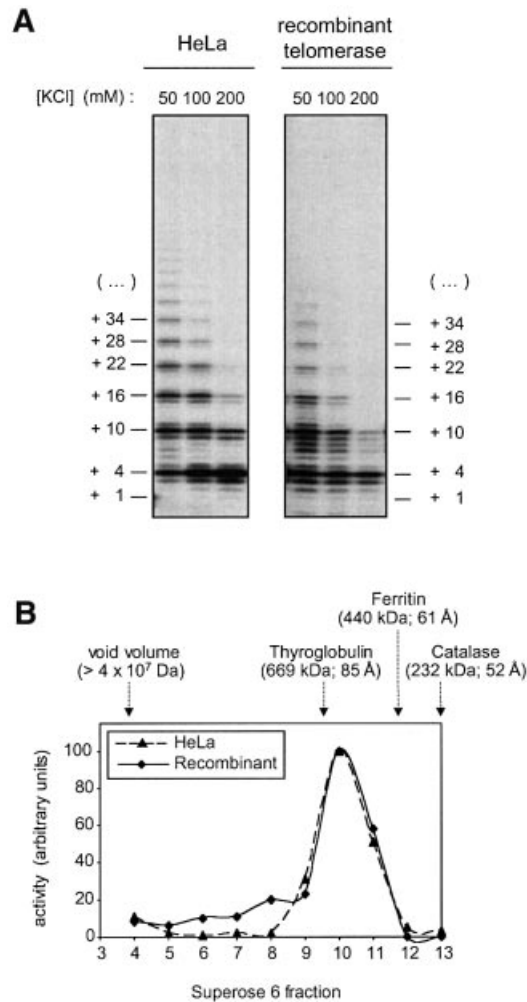 A
HeLa
recombinant
telomerase
[KCl] (mM) : 50 100 200 50 100 200
( ... ) ( ... )
+ 34 + 34
+ 28 + 28
+ 22 + 22
+ 16 + 16
+ 10 + 10
+ 4 + 4
+ 1 + 1
B
Ferritin
(440 kDa; 61 Å)
void volume Thyroglobulin Catalase
(> 4 x 10⁷ Da) (669 kDa; 85 Å) (232 kDa; 52 Å)
activity (arbitrary units)
100
80
60
40
20
0
HeLa
Recombinant
3 4 5 6 7 8 9 10 11 12 13
Superose 6 fraction